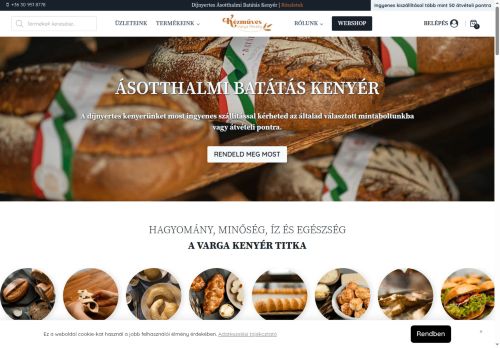 +36 30 951 8778
Díjnyertes Ásotthalmi Batátás Kenyér | Részletek
Ingyenes kiszállítással több mint 50 átvételi pontra
Termékek keresése...
ÜZLETEINK
TERMÉKEINK
Kézműves
RÓLUNK
WEBSHOP
BELÉPÉS
ÁSOTTHALMI BATÁTÁS KENYÉR
A díjnyertes kenyerünket most ingyenes szállítással kérheted az általad választott mintaboltunkba
vagy átvételi pontra.
RENDELD MEG MOST
HAGYOMÁNY, MINŐSÉG, ÍZ ÉS EGÉSZSÉG
A VARGA KENYÉR TITKA
Ez a weboldal cookie-kat használ a jobb felhasználói élmény érdekében. Adatkezelési tájékoztató
Rendben
×